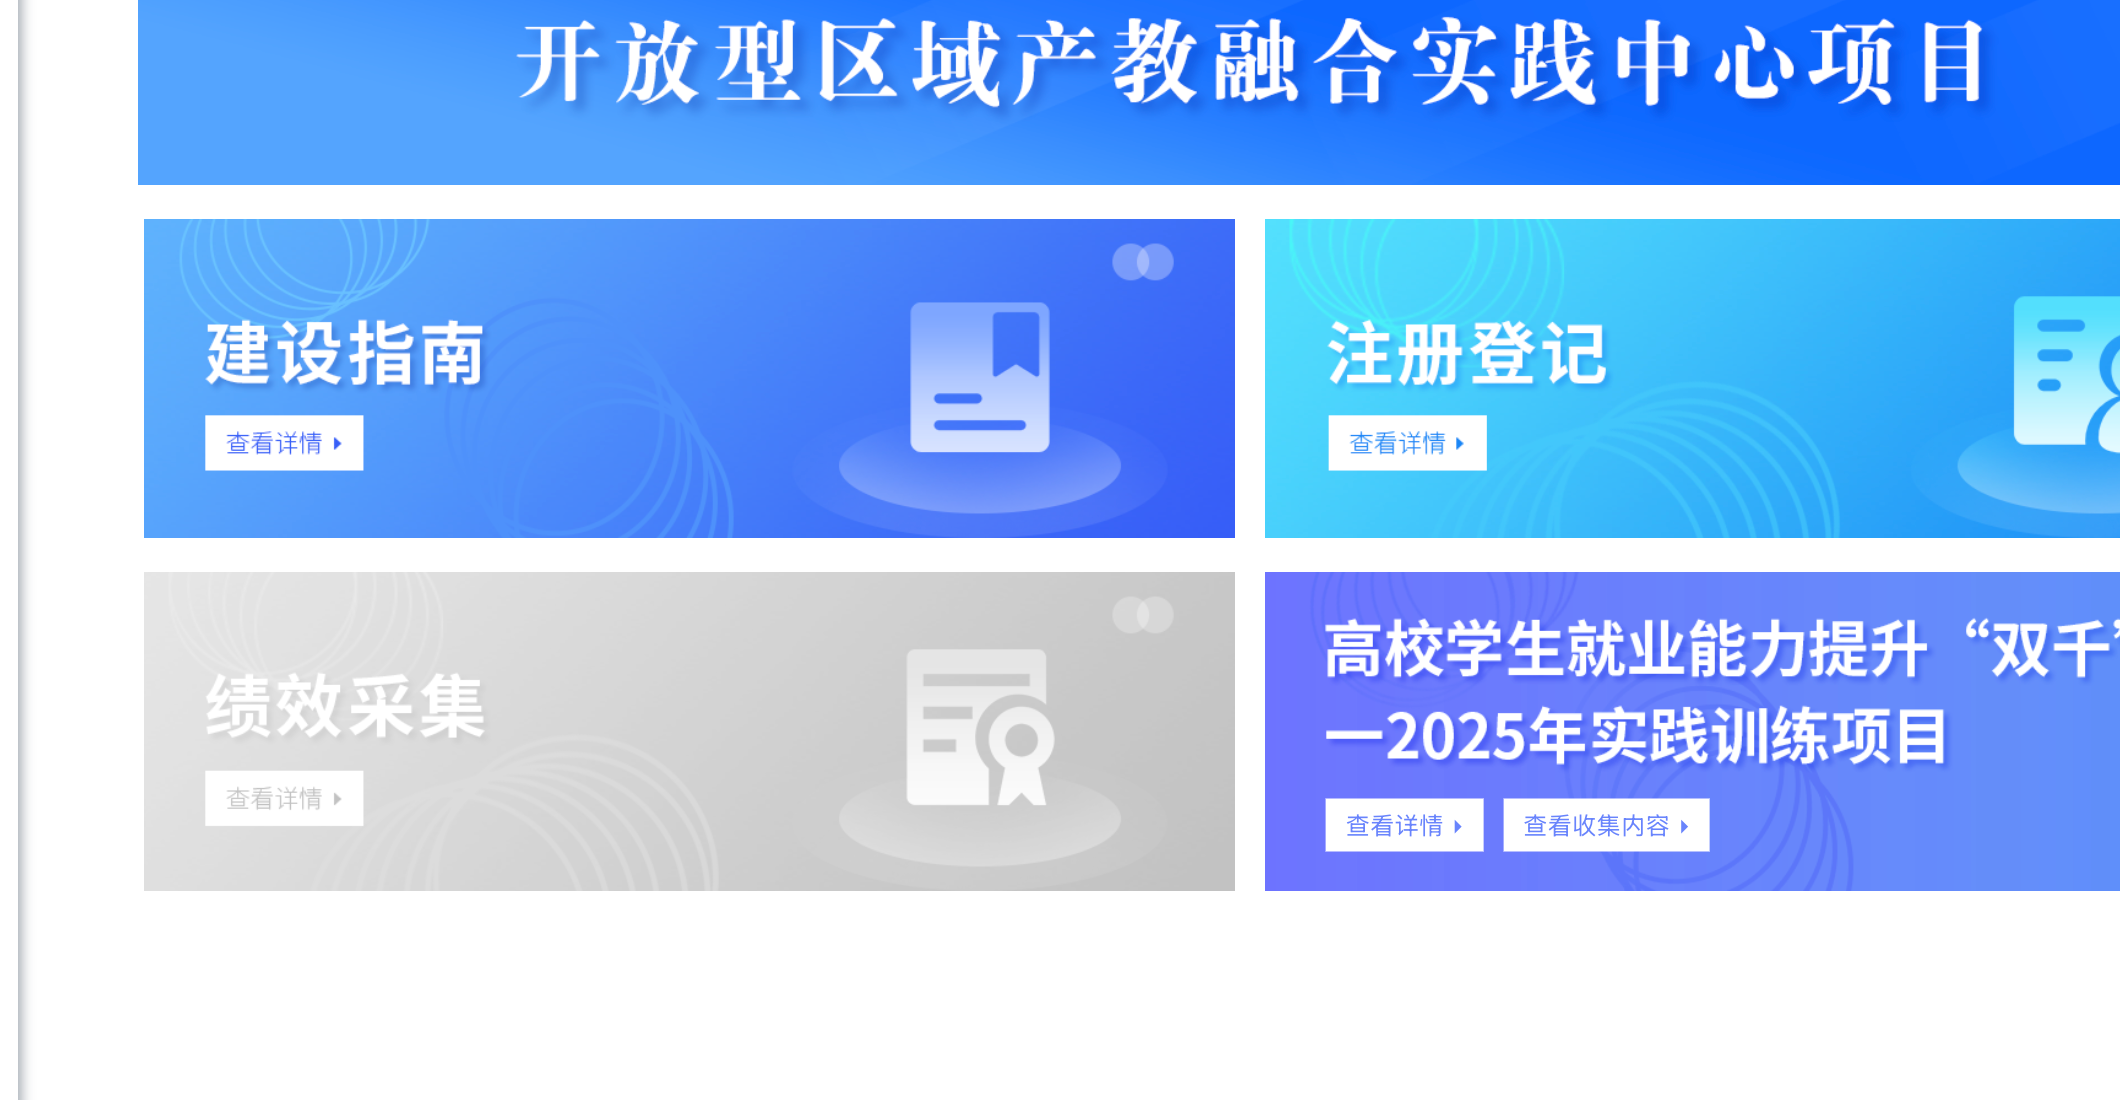 开放型区域产教融合实践中心项目
建设指南
查看详情
注册登记
查看详情
绩效采集
查看详情
高校学生就业能力提升“双千”
—2025年实践训练项目
查看详情
查看收集内容